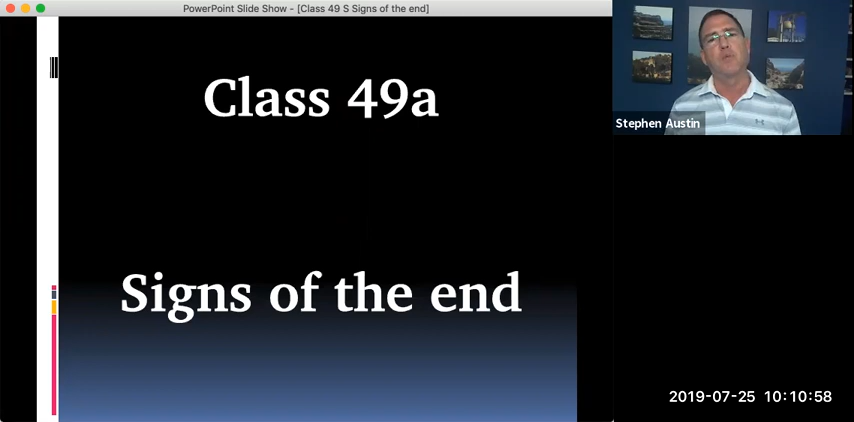 PowerPoint Slide Show - [Class 49 S Signs of the end]
Class 49a
Signs of the end
Stephen Austin
2019-07-25 10:10:58